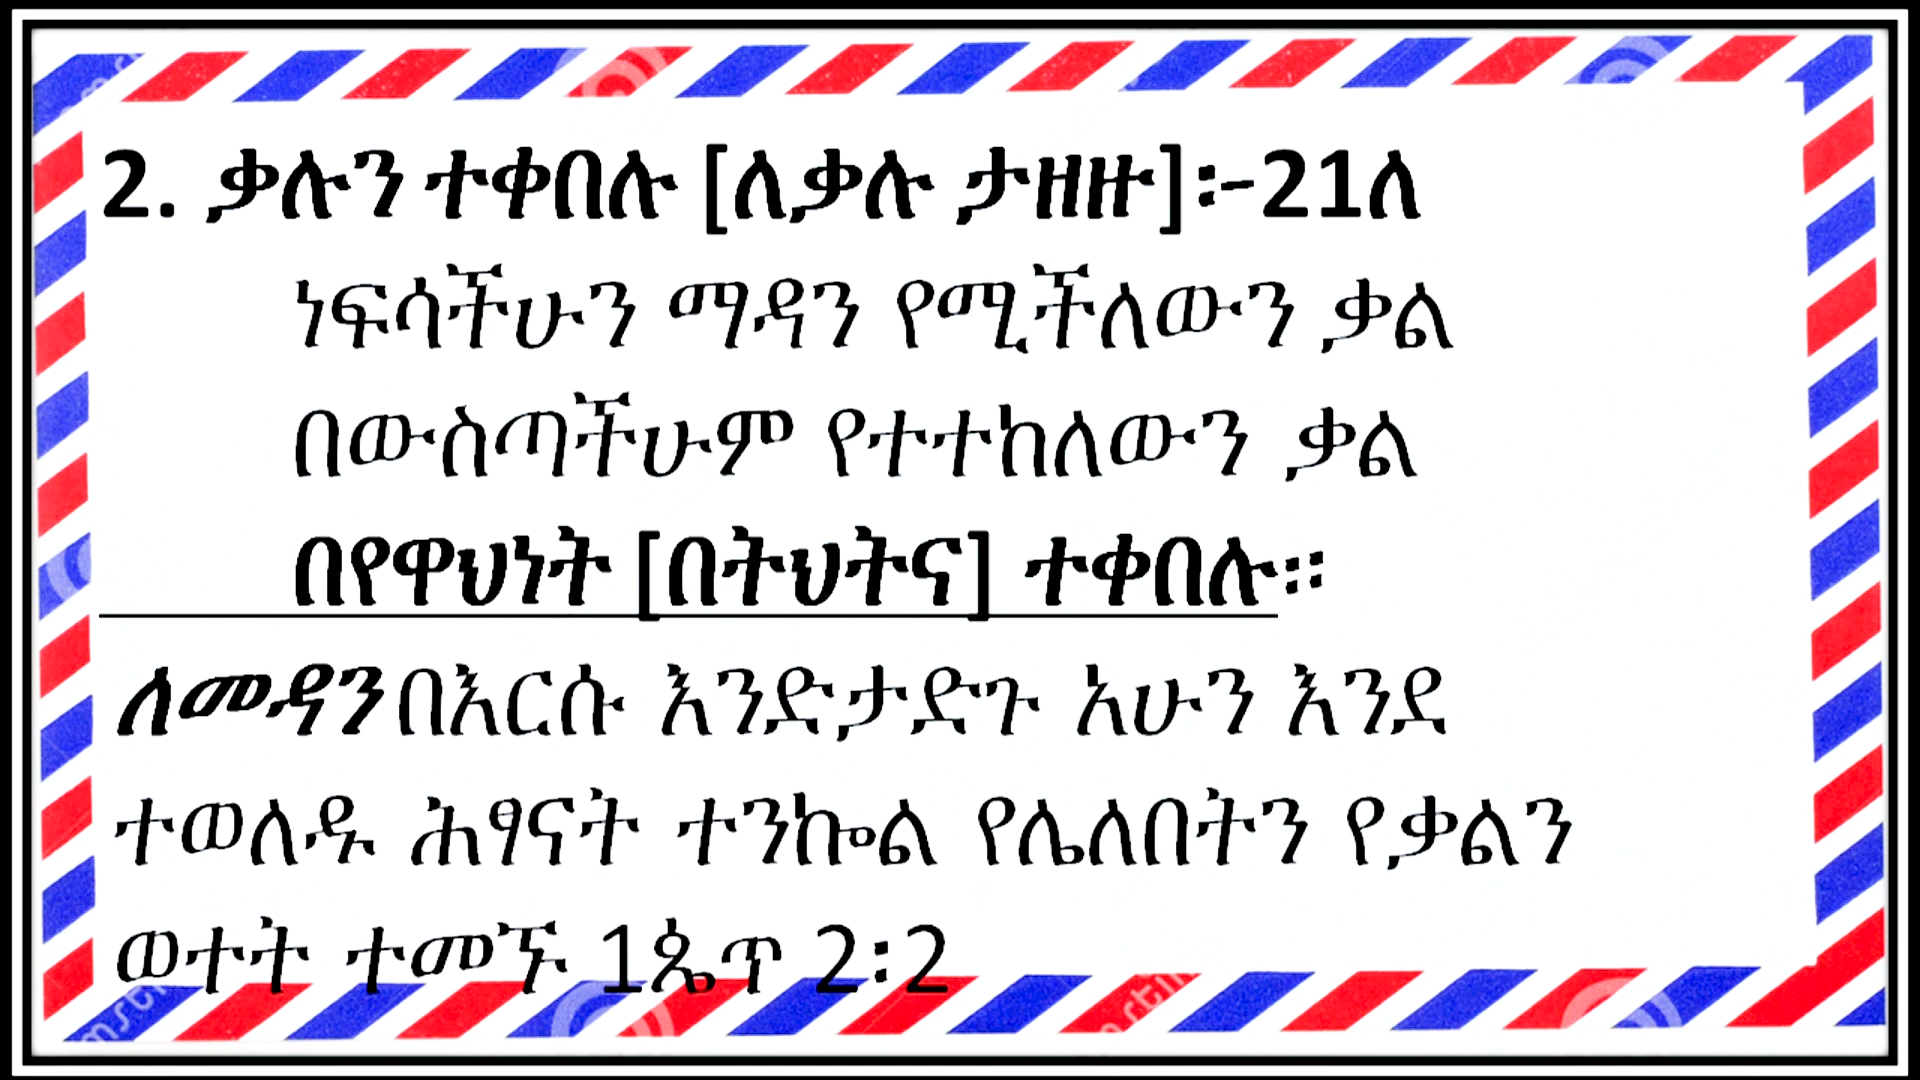 2. ቃሉን ተቀበሉ [ለቃሉ ታዘዙ]፡-21ለ
ነፍሳችሁን ማዳን የሚችለውን ቃል
በውስጣችሁም የተተከለውን ቃል
በየዋህነት [በትህትና] ተቀበሉ።
ለመዳን በእርሱ እንድታድጉ አሁን እንደ
ተወለዱ ሕፃናት ተንኰል የሌለበትን የቃልን
ወተት ተመኙ 1ጴጥ 2፡2